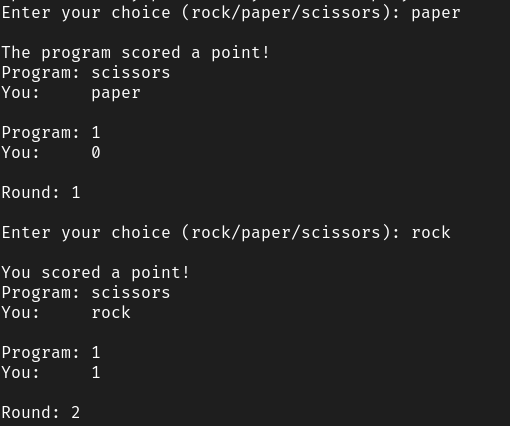 Enter your choice (rock/paper/scissors): paper
The program scored a point!
Program: scissors
You:     paper
Program: 1
You:     0
Round: 1
Enter your choice (rock/paper/scissors): rock
You scored a point!
Program: scissors
You:     rock
Program: 1
You:     1
Round: 2